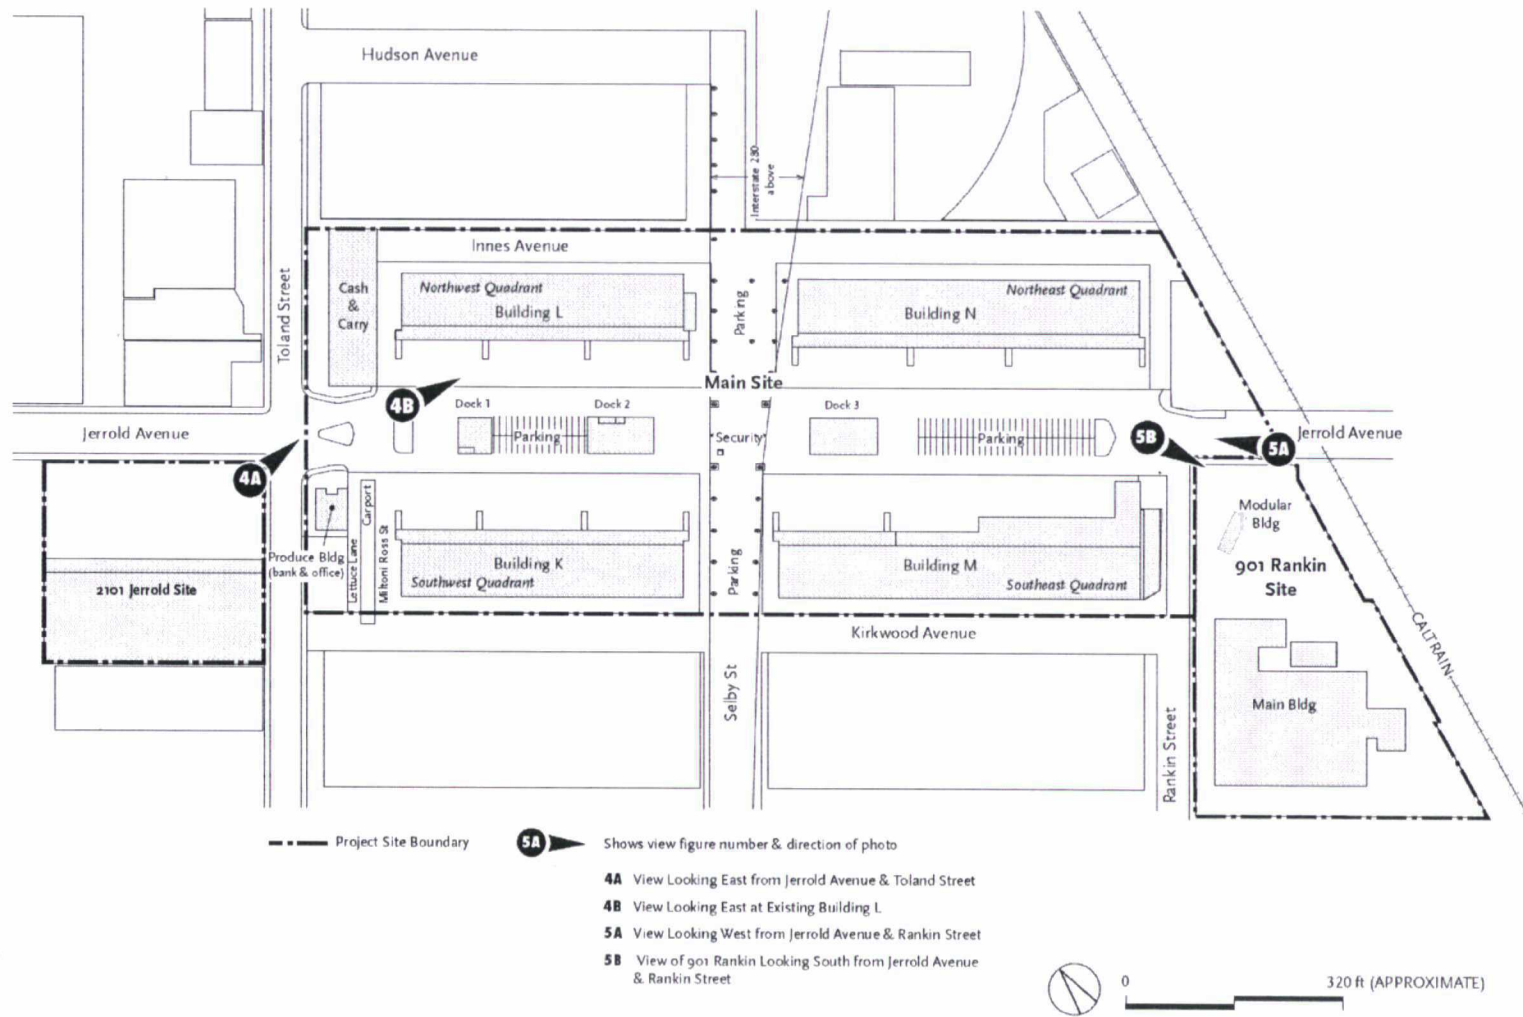 Hudson Avenue
Interstate 280
above
Innes Avenue
Toland Street
Cash
&
Carry
Northwest Quadrant
Building L
Parking
Northeast Quadrant
Building N
Main Site
4B
Dock 1
Dock 2
Dock 3
Jerrold Avenue
Parking
Security
Parking
5B
5A
Jerrold Avenue
4A
Carport
Modular
Bldg
Produce Bldg
(bank & office)
Lettuce Lane
Miltoni Ross St
Building K
Southwest Quadrant
Parking
Building M
Southeast Quadrant
901 Rankin
Site
2101 Jerrold Site
Kirkwood Avenue
CALTRAIN
Selby St
Rankin Street
Main Bldg
Project Site Boundary
5A
Shows view figure number & direction of photo
4A View Looking East from Jerrold Avenue & Toland Street
4B View Looking East at Existing Building L
5A View Looking West from Jerrold Avenue & Rankin Street
5B View of 901 Rankin Looking South from Jerrold Avenue
& Rankin Street
0
320 ft (APPROXIMATE)